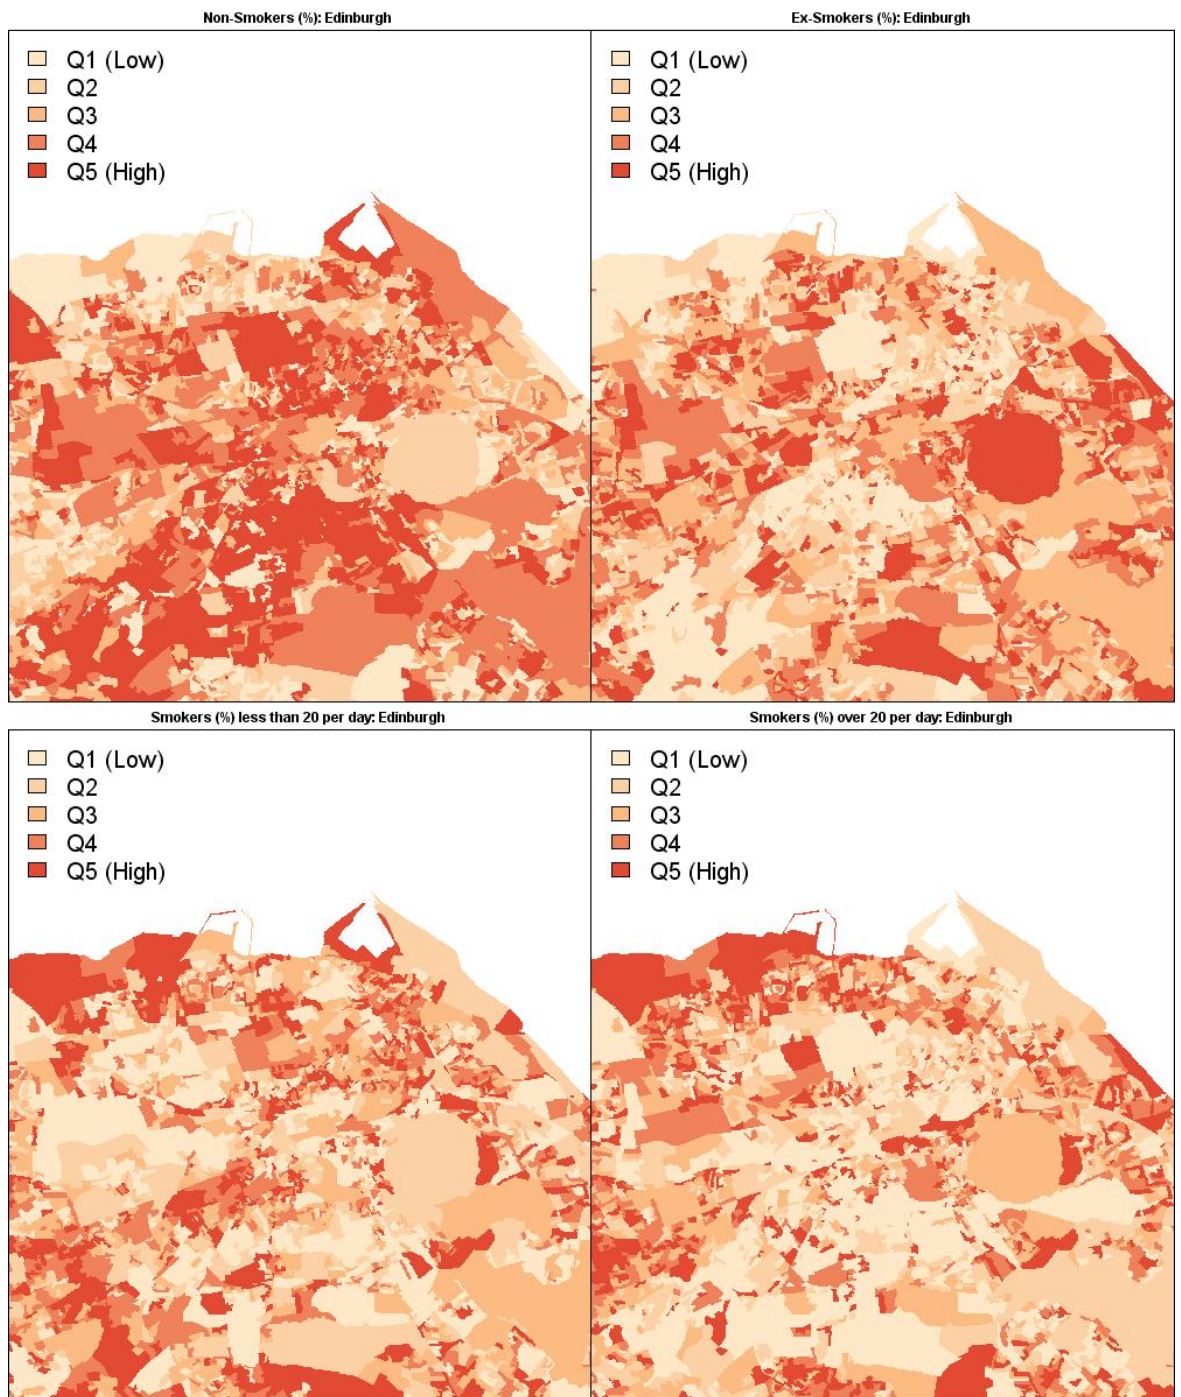 Non-Smokers (%): Edinburgh
Q1 (Low)
Q2
Q3
Q4
Q5 (High)
Ex-Smokers (%): Edinburgh
Q1 (Low)
Q2
Q3
Q4
Q5 (High)
Smokers (%) less than 20 per day: Edinburgh
Q1 (Low)
Q2
Q3
Q4
Q5 (High)
Smokers (%) over 20 per day: Edinburgh
Q1 (Low)
Q2
Q3
Q4
Q5 (High)